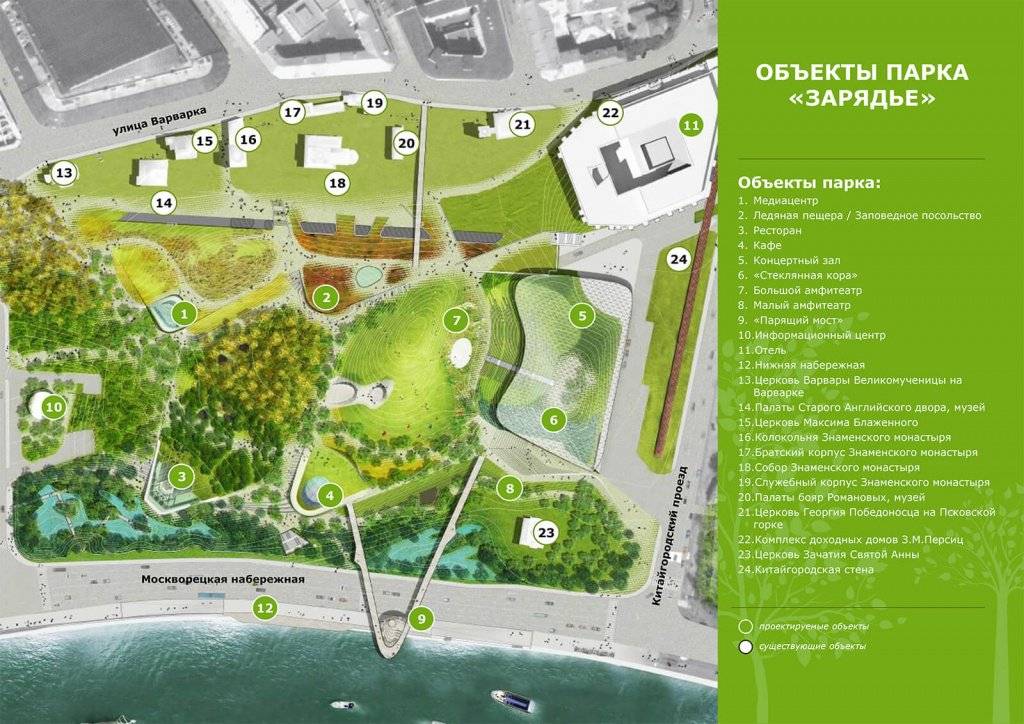 ОБЪЕКТЫ ПАРКА
«ЗАРЯДЬЕ»
Объекты парка:
1. Медиацентр
2. Ледяная пещера / Заповедное посольство
3. Ресторан
4. Кафе
5. Концертный зал
6. «Стеклянная кора»
7. Большой амфитеатр
8. Малый амфитеатр
9. «Парящий мост»
10.Информационный центр
11.Отель
12.Нижняя набережная
13.Церковь Варвары Великомученицы на
Варварке
14.Палаты Старого Английского двора, музей
15.Церковь Максима Блаженного
16.Колокольня Знаменского монастыря
17.Братский корпус Знаменского монастыря
18.Собор Знаменского монастыря
19.Служебный корпус Знаменского монастыря
20.Палаты бояр Романовых, музей
21.Церковь Георгия Победоносца на Псковской
горке
22.Комплекс доходных домов З.М.Персиц
23.Церковь Зачатия Святой Анны
24.Китайгородская стена
проектируемые объекты
существующие объекты
улица Варварка
19
17
22
21
11
16
15
20
13
18
14
24
2
1
5
7
6
10
3
8
4
23
Китайгородский проезд
Москворецкая набережная
12
9